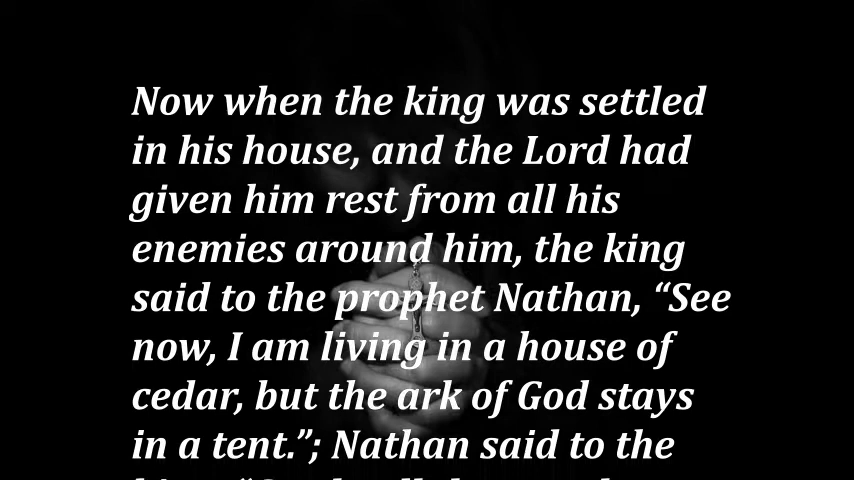 Now when the king was settled
in his house, and the Lord had
given him rest from all his
enemies around him, the king
said to the prophet Nathan, “See
now, I am living in a house of
cedar, but the ark of God stays
in a tent.”; Nathan said to the